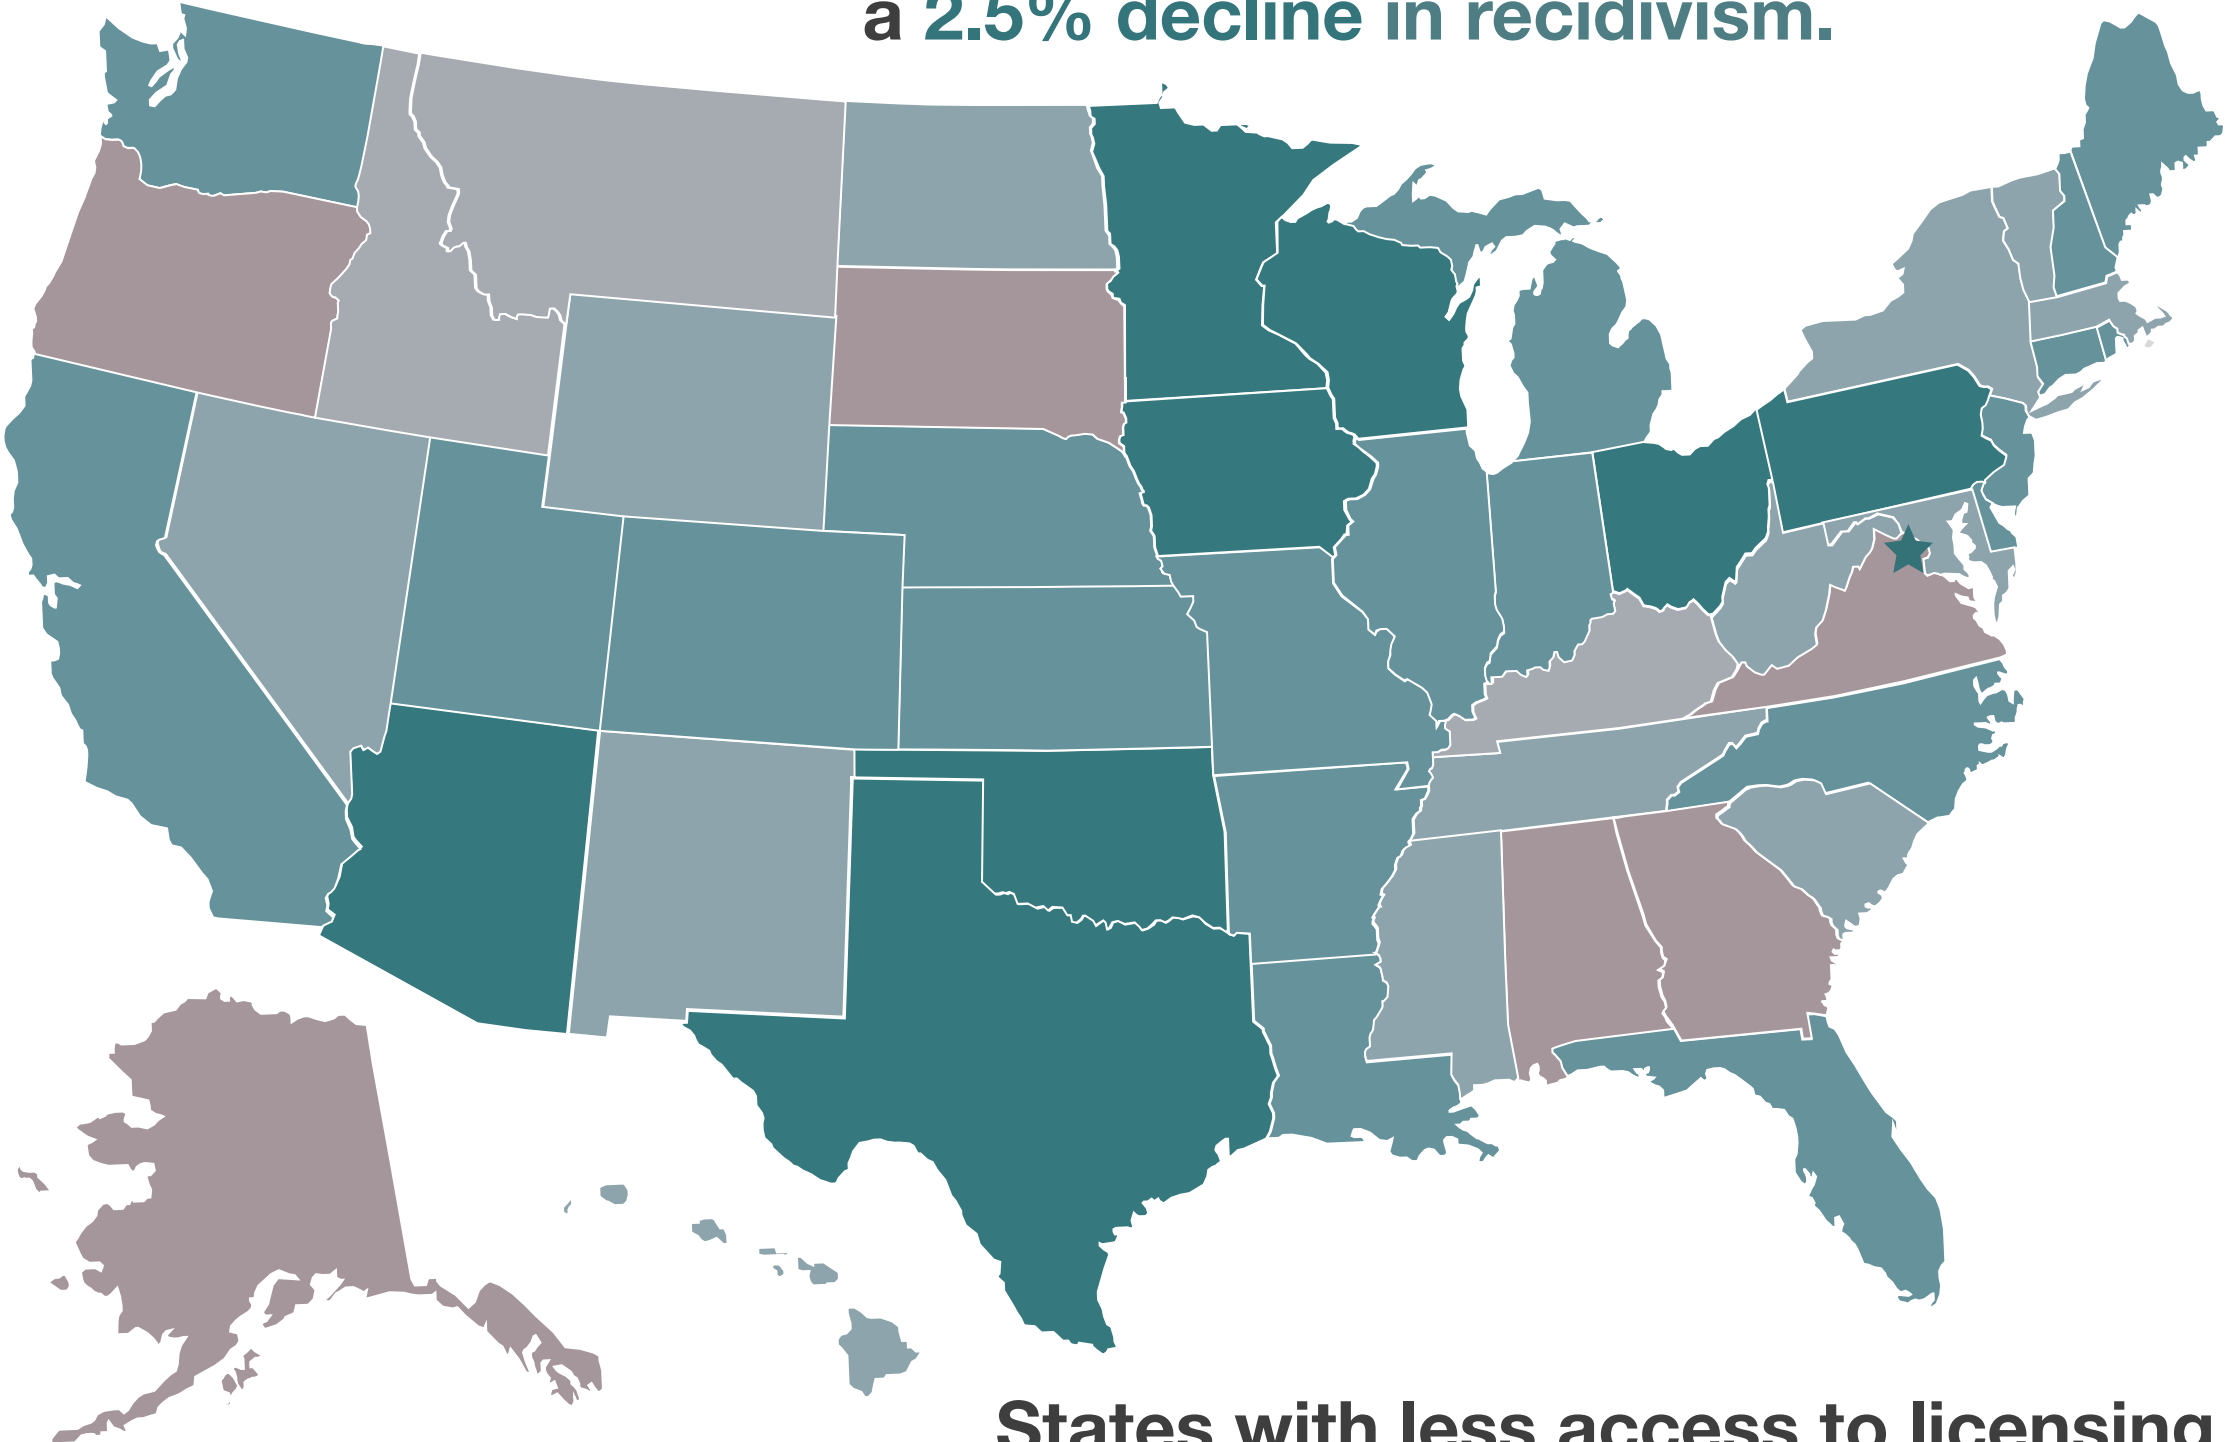 a 2.5% decline in recidivism.
States with less access to licensing